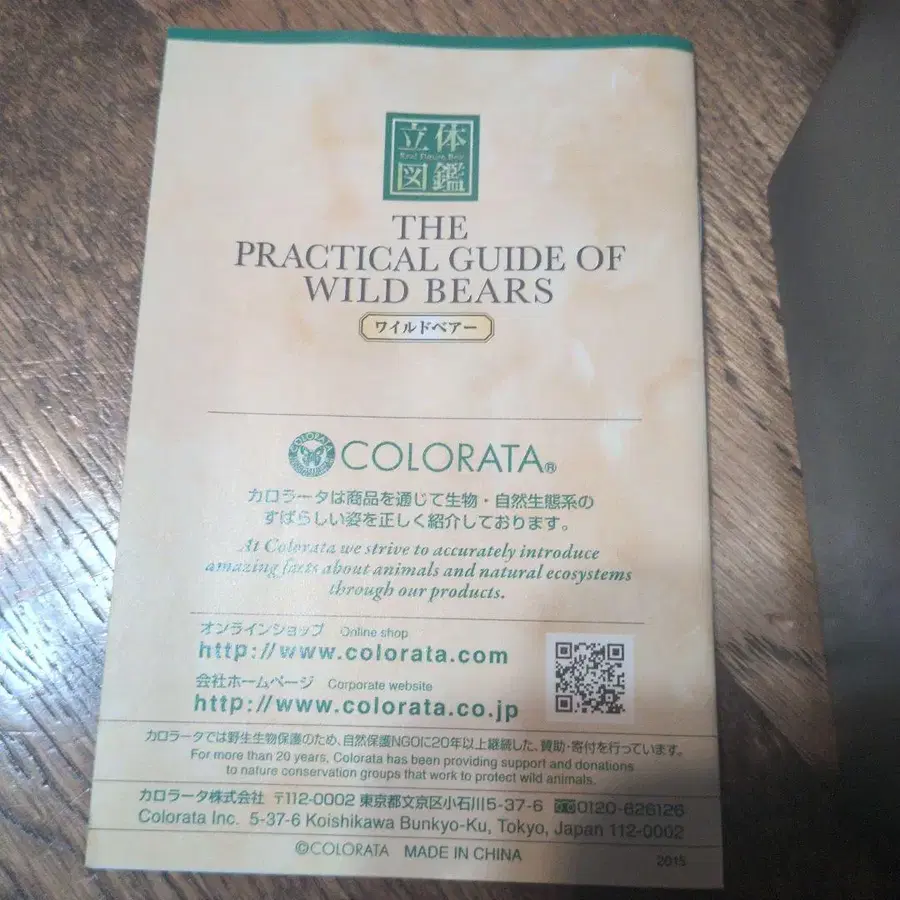 立体
Real Figure Box
図鑑
THE
PRACTICAL GUIDE OF
WILD BEARS
ワイルドベアー
COLORATA
COLORATA®
カロラータは商品を通じて生物・自然生態系の
すばらしい姿を正しく紹介しております。
At Colorata we strive to accurately introduce
amazing facts about animals and natural ecosystems
through our products.
オンラインショップ Online shop
http://www.colorata.com
会社ホームページ Corporate website
http://www.colorata.co.jp
カロラータでは野生生物保護のため、自然保護NGOに20年以上継続した、賛助・寄付を行っています。
For more than 20 years, Colorata has been providing support and donations
to nature conservation groups that work to protect wild animals.
カロラータ株式会社 〒112-0002 東京都文京区小石川5-37-6 0120-626126
Colorata Inc. 5-37-6 Koishikawa Bunkyo-Ku, Tokyo, Japan 112-0002
©COLORATA MADE IN CHINA
2015